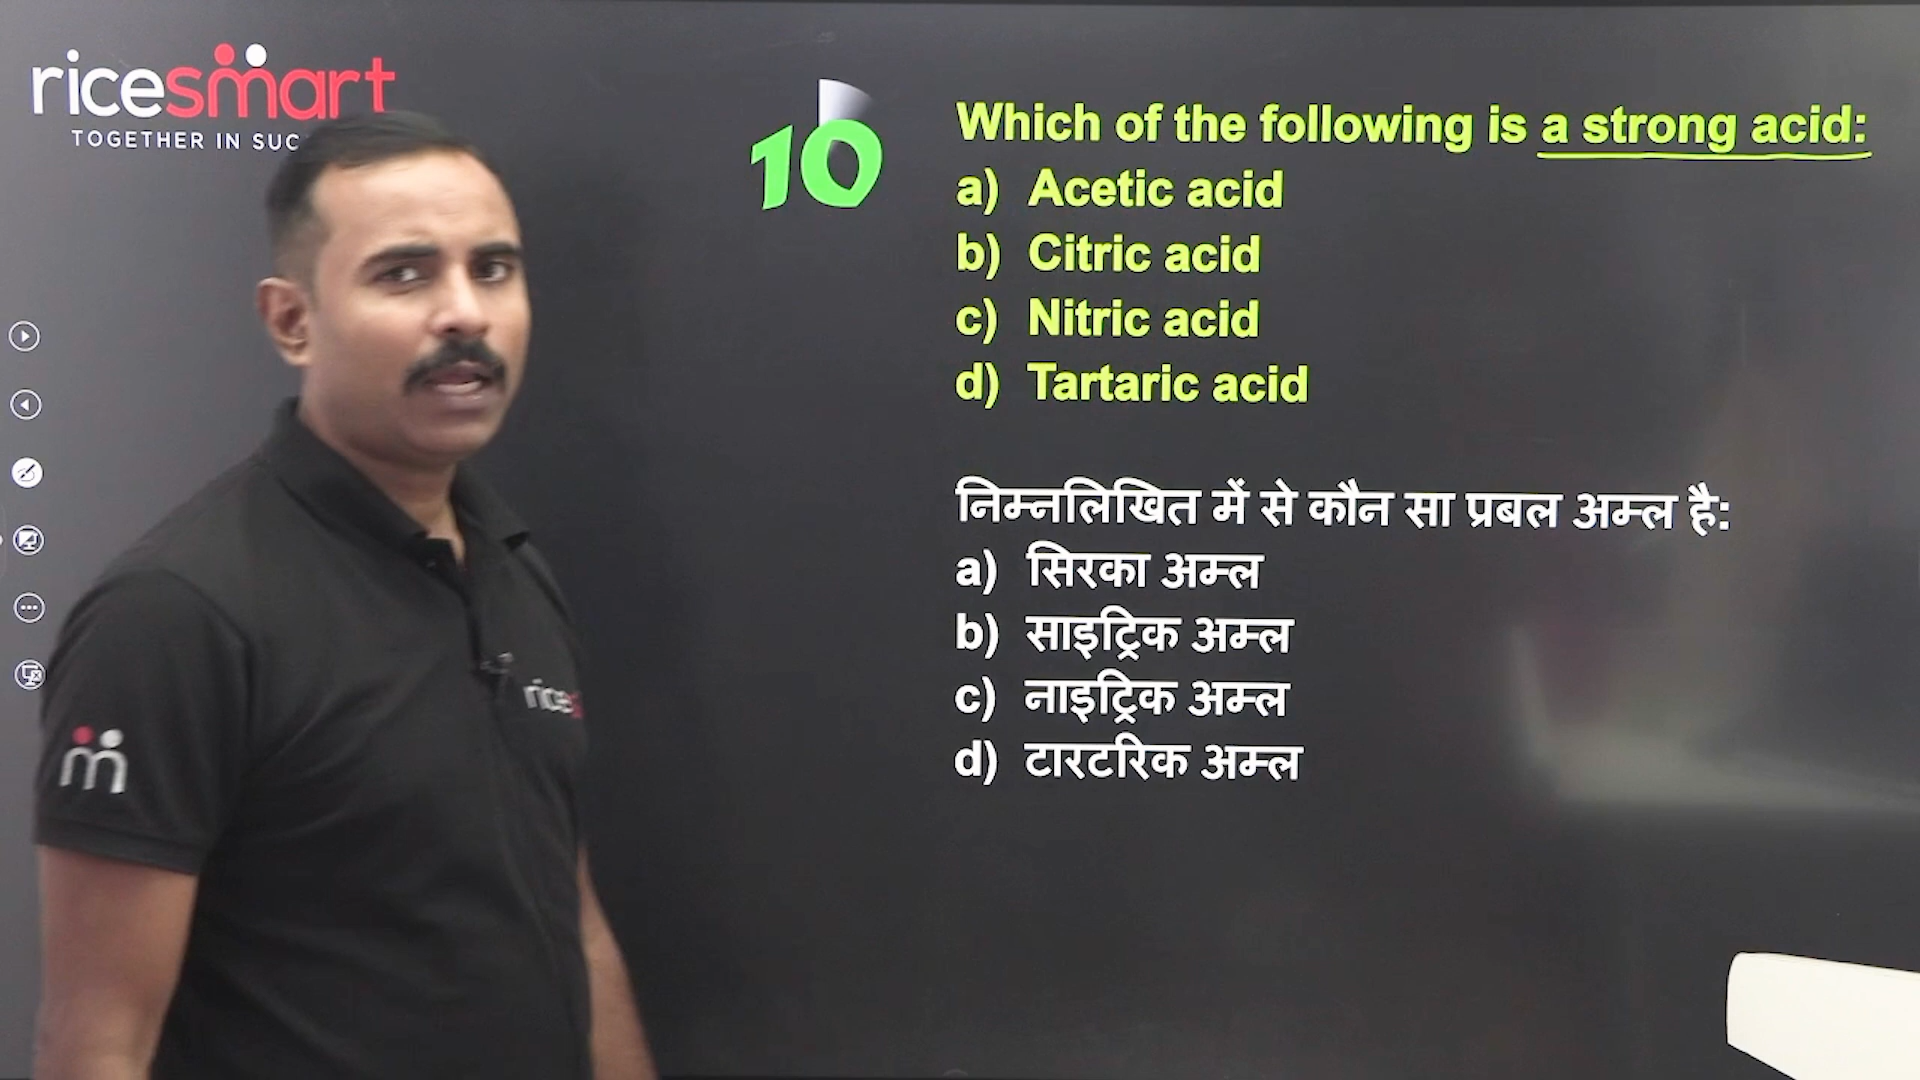 ricesmart
TOGETHER IN SUC
10
Which of the following is a strong acid:
a) Acetic acid
b) Citric acid
c) Nitric acid
d) Tartaric acid
निम्नलिखित में से कौन सा प्रबल अम्ल है:
a) सिरका अम्ल
b) साइट्रिक अम्ल
c) नाइट्रिक अम्ल
d) टारटरिक अम्ल
rices